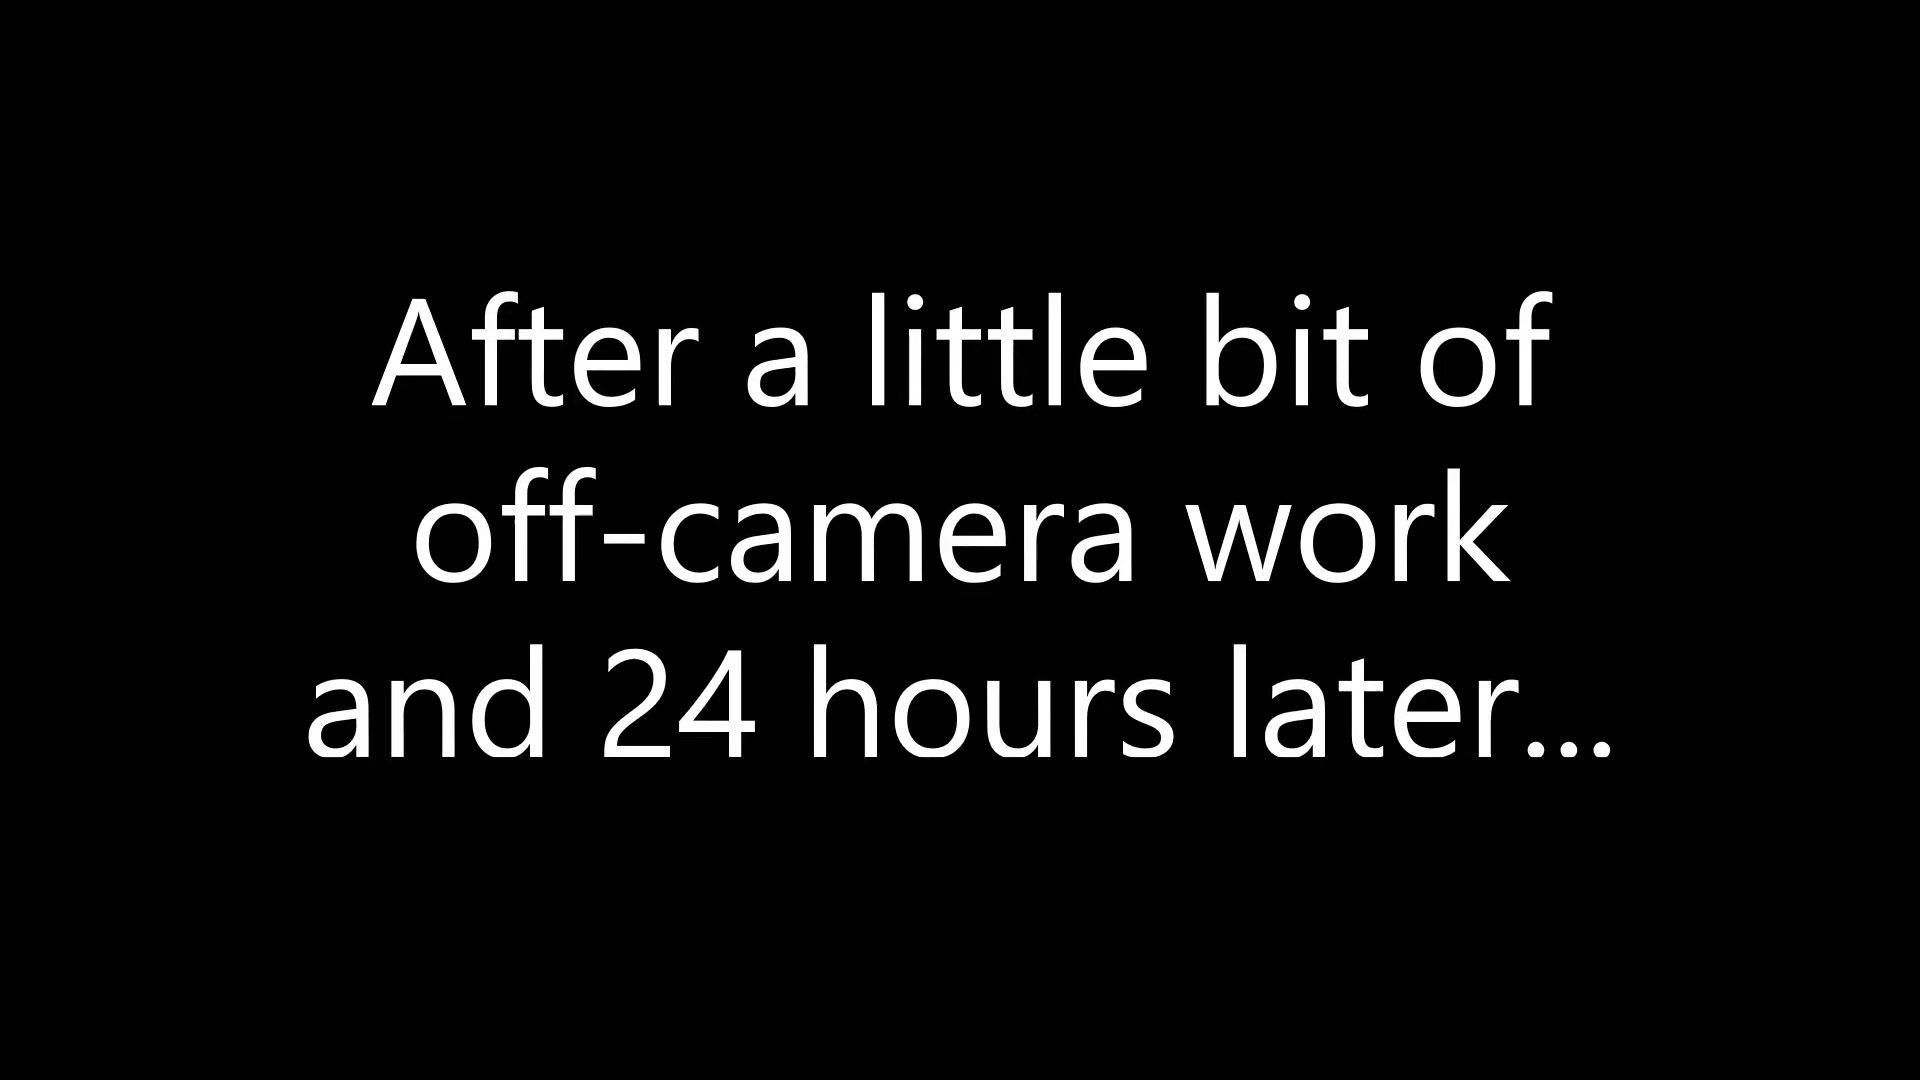 After a little bit of
off-camera work
and 24 hours later...